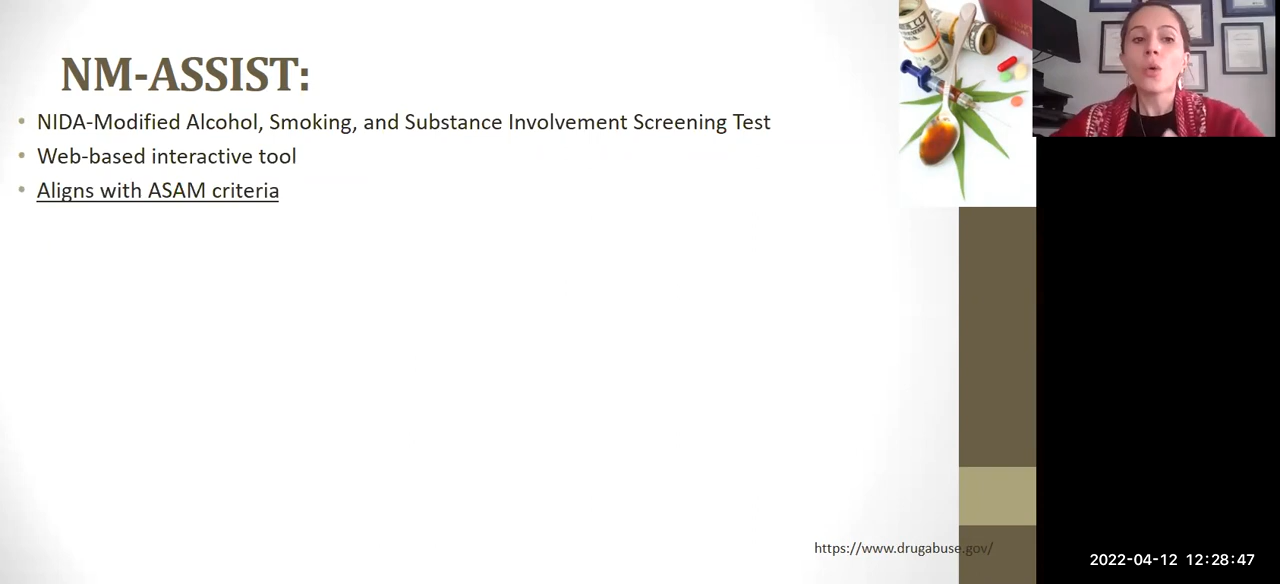 NM-ASSIST:
• NIDA-Modified Alcohol, Smoking, and Substance Involvement Screening Test
• Web-based interactive tool
• Aligns with ASAM criteria
https://www.drugabuse.gov/
2022-04-12 12:28:47